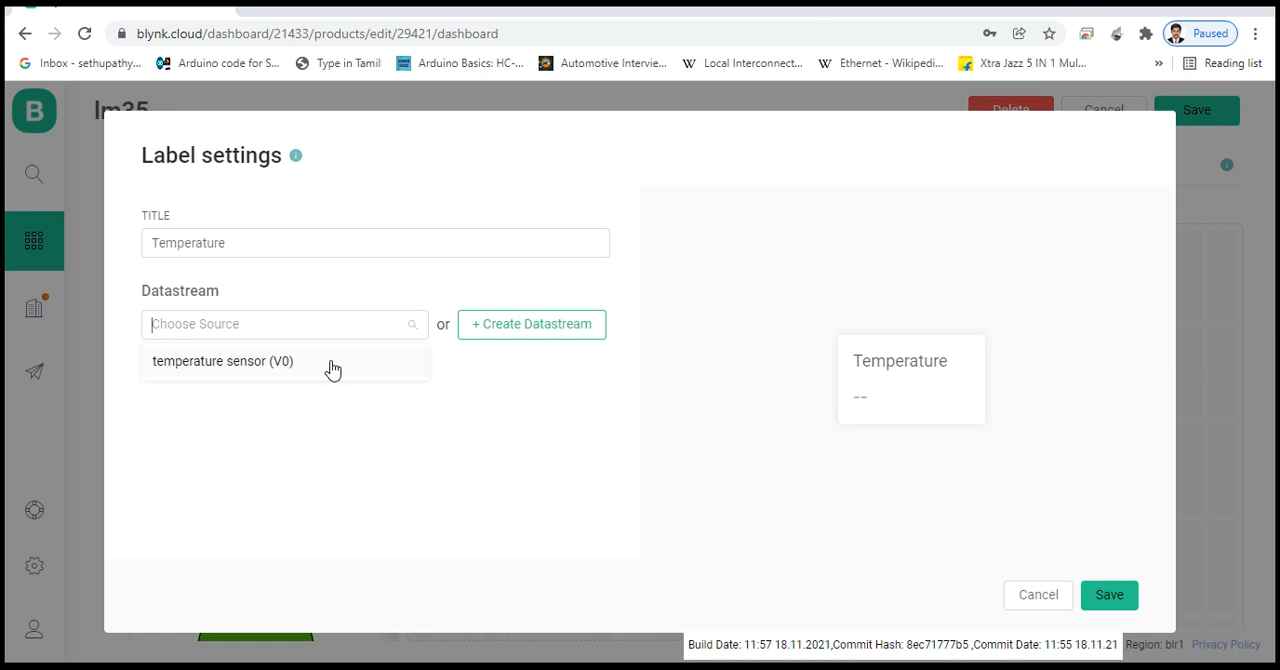 blynk.cloud/dashboard/21433/products/edit/29421/dashboard
Paused
Inbox - sethupathy...
Arduino code for S...
Type in Tamil
Arduino Basics: HC-...
Automotive Intervie...
Local Interconnect...
Ethernet - Wikipedi...
Xtra Jazz 5 IN 1 Mul...
»
Reading list
B
lm35
Delete
Cancel
Save
Label settings
TITLE
Temperature
Datastream
Choose Source
or
+ Create Datastream
temperature sensor (V0)
Temperature
--
Cancel
Save
Build Date: 11:57 18.11.2021,Commit Hash: 8ec71777b5 ,Commit Date: 11:55 18.11.21
Region: blr1
Privacy Policy